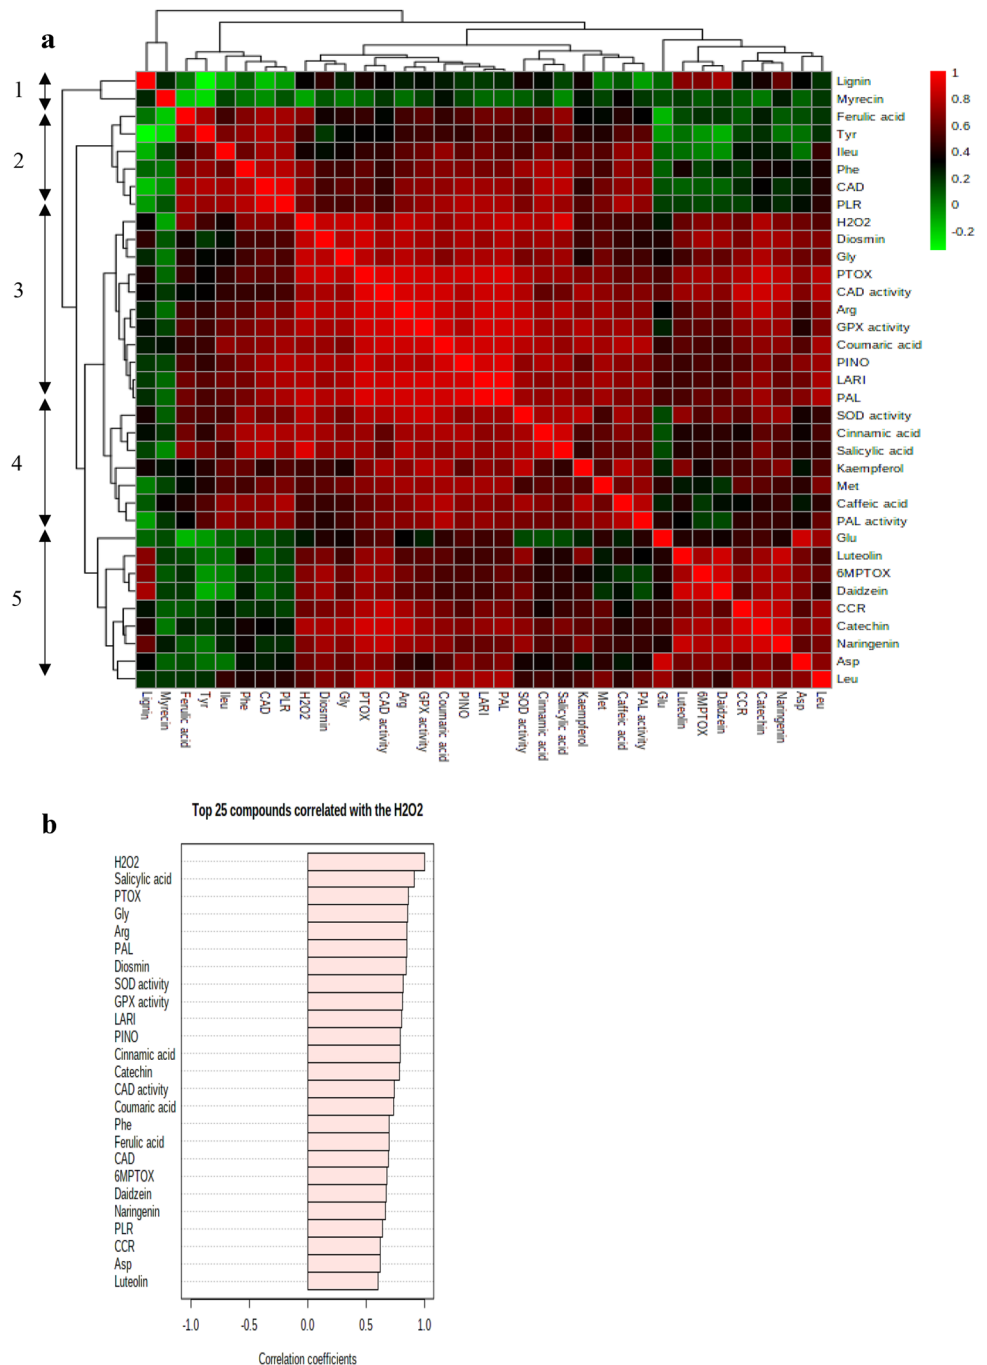 a
1
2
3
4
5
Lignin
Myrecin
Ferulic acid
Tyr
Ileu
Phe
CAD
PLR
H2O2
Diosmin
Gly
PTOX
CAD activity
Arg
GPX activity
Coumaric acid
PINO
LARI
PAL
SOD activity
Cinnamic acid
Salicylic acid
Kaempferol
Met
Caffeic acid
PAL activity
Glu
Luteolin
6MPTOX
Daidzein
CCR
Catechin
Naringenin
Asp
Leu
1
0.8
0.6
0.4
0.2
0
-0.2
Lignin
Myrecin
Ferulic acid
Tyr
Ileu
Phe
CAD
PLR
H2O2
Diosmin
Gly
PTOX
CAD activity
Arg
GPX activity
Coumaric acid
PINO
LARI
PAL
SOD activity
Cinnamic acid
Salicylic acid
Kaempferol
Met
Caffeic acid
PAL activity
Glu
Luteolin
6MPTOX
Daidzein
CCR
Catechin
Naringenin
Asp
Leu
b
Top 25 compounds correlated with the H2O2
H2O2
Salicylic acid
PTOX
Gly
Arg
PAL
Diosmin
SOD activity
GPX activity
LARI
PINO
Cinnamic acid
Catechin
CAD activity
Coumaric acid
Phe
Ferulic acid
CAD
6MPTOX
Daidzein
Naringenin
PLR
CCR
Asp
Luteolin
-1.0 -0.5 0.0 0.5 1.0
Correlation coefficients